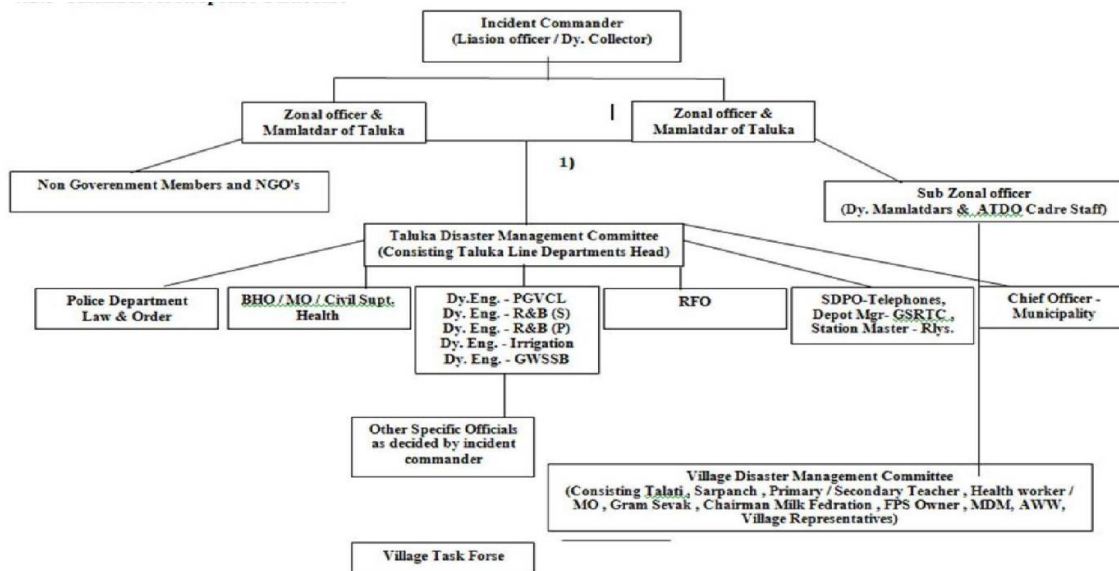 Incident Commander
(Liasion officer / Dy. Collector)
Zonal officer &
Mamlatdar of Taluka
Zonal officer &
Mamlatdar of Taluka
1)
Non Goverenment Members and NGO's
Sub Zonal officer
(Dy. Mamlatdars & ATDO Cadre Staff)
Taluka Disaster Management Committee
(Consisting Taluka Line Departments Head)
Police Department
Law & Order
BHO / MO / Civil Supt.
Health
Dy.Eng. - PGVCL
Dy. Eng. - R&B (S)
Dy. Eng. - R&B (P)
Dy. Eng. - Irrigation
Dy. Eng. - GWSSB
RFO
SDPO-Telephones,
Depot Mgr- GSRTC ,
Station Master - Rlys.
Chief Officer -
Municipality
Other Specific Officials
as decided by incident
commander
Village Disaster Management Committee
(Consisting Talati , Sarpanch , Primary / Secondary Teacher , Health worker /
MO , Gram Sevak , Chairman Milk Fedration , FPS Owner , MDM, AWW,
Village Representatives)
Village Task Forse